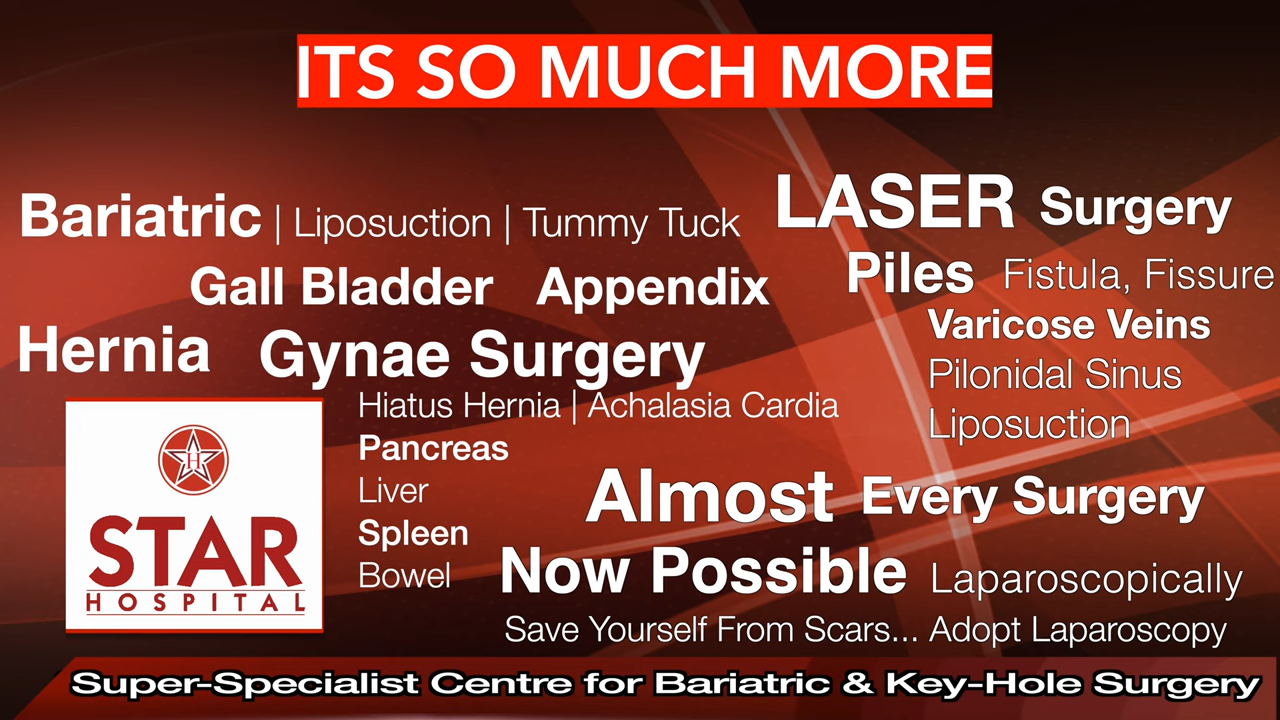 ITS SO MUCH MORE
Bariatric | Liposuction | Tummy Tuck
Gall Bladder Appendix
Hernia Gynae Surgery
Hiatus Hernia | Achalasia Cardia
Pancreas
Liver
Spleen
Bowel
LASER Surgery
Piles Fistula, Fissure
Varicose Veins
Pilonidal Sinus
Liposuction
Almost Every Surgery
Now Possible Laparoscopically
Save Yourself From Scars... Adopt Laparoscopy
H
STAR
HOSPITAL
Super-Specialist Centre for Bariatric & Key-Hole Surgery